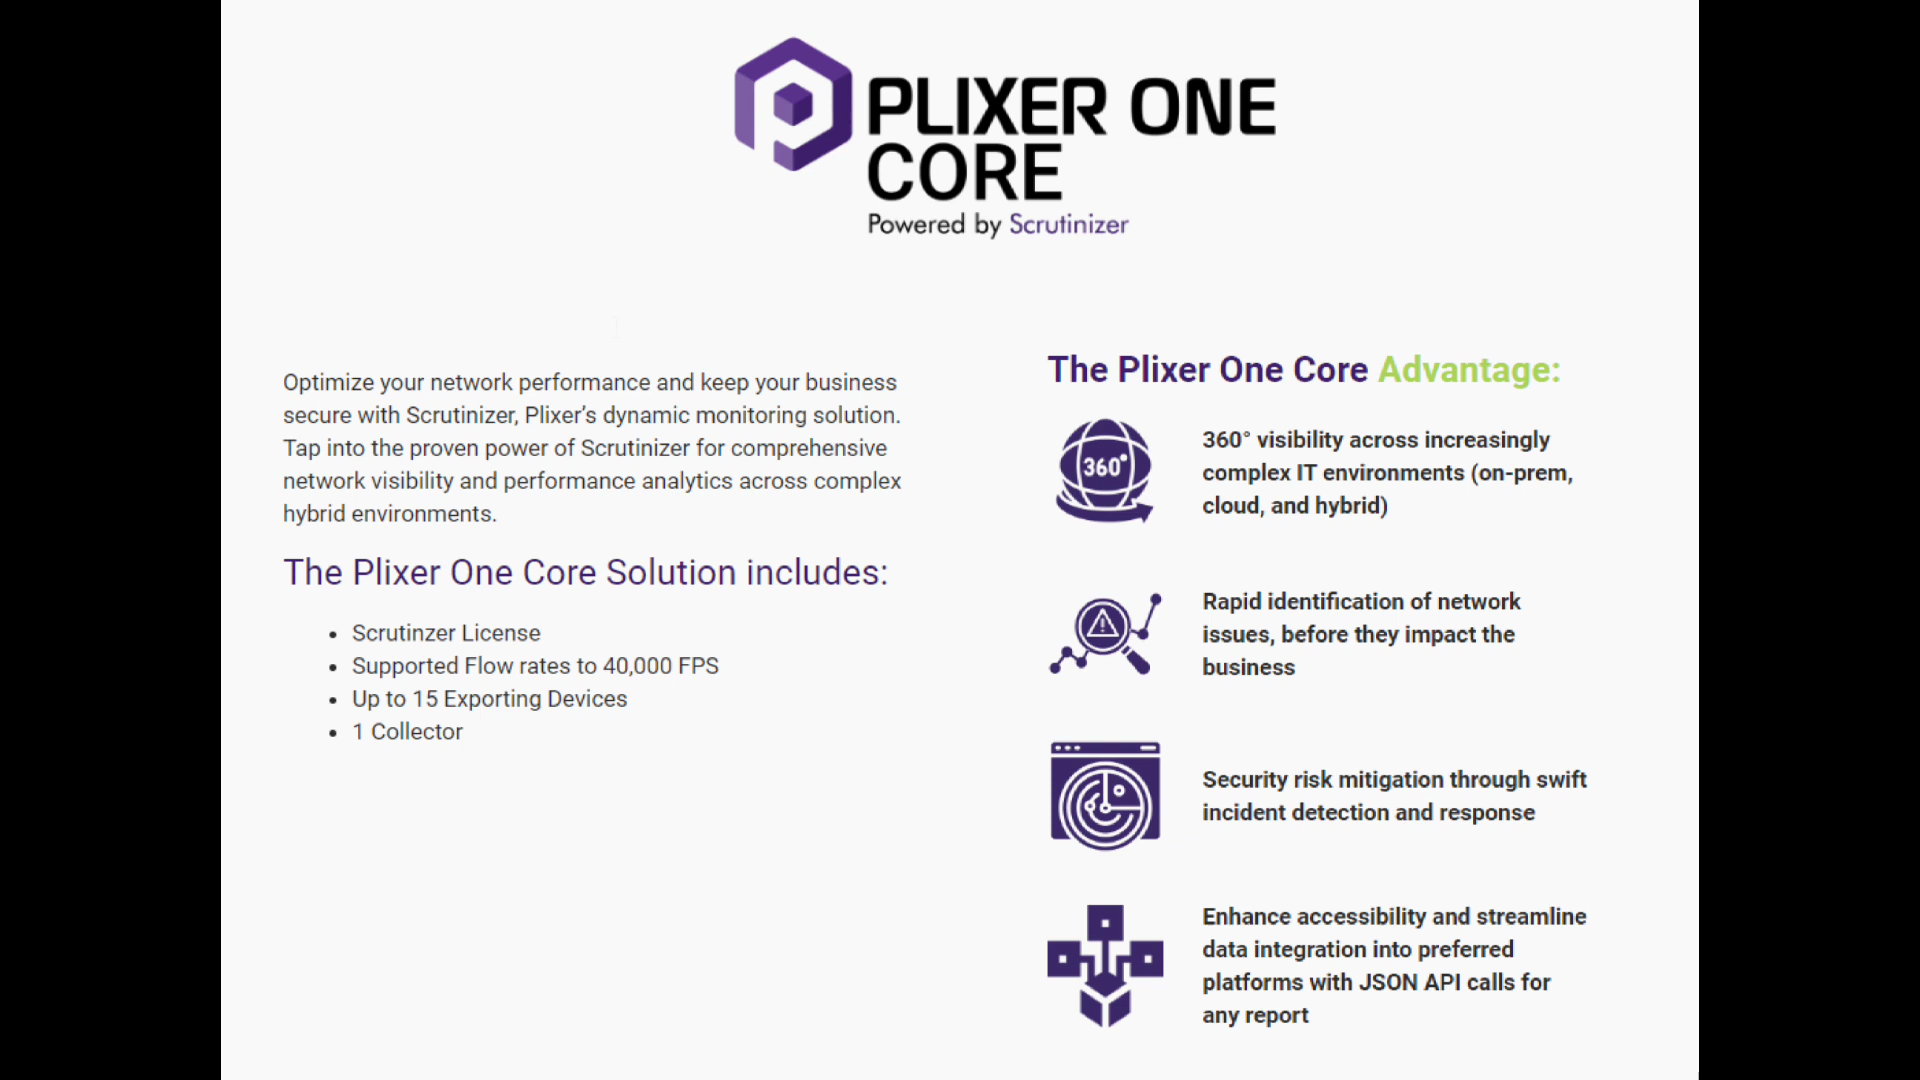 PLIXER ONE
CORE
Powered by Scrutinizer
Optimize your network performance and keep your business
secure with Scrutinizer, Plixer’s dynamic monitoring solution.
Tap into the proven power of Scrutinizer for comprehensive
network visibility and performance analytics across complex
hybrid environments.
The Plixer One Core Solution includes:
• Scrutinzer License
• Supported Flow rates to 40,000 FPS
• Up to 15 Exporting Devices
• 1 Collector
The Plixer One Core Advantage:
360°
360° visibility across increasingly
complex IT environments (on-prem,
cloud, and hybrid)
Rapid identification of network
issues, before they impact the
business
Security risk mitigation through swift
incident detection and response
Enhance accessibility and streamline
data integration into preferred
platforms with JSON API calls for
any report